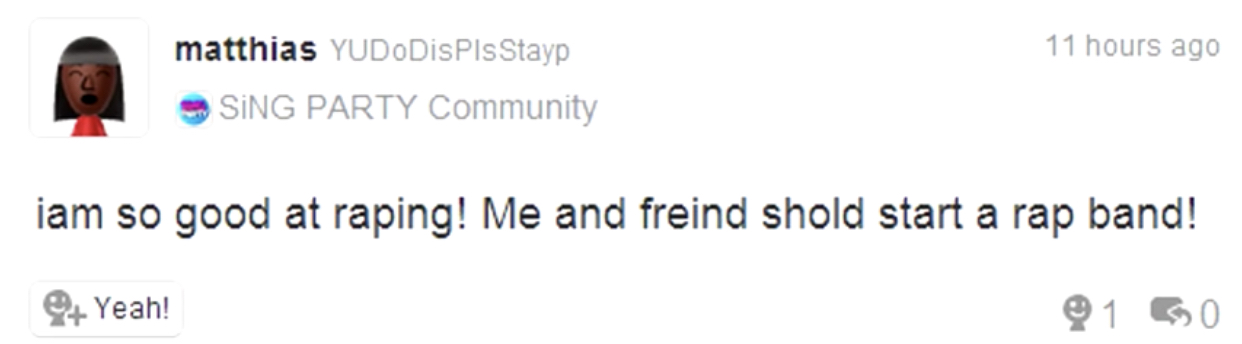 matthias YUDoDisPlsStayp 11 hours ago
SiNG PARTY Community
iam so good at raping! Me and freind shold start a rap band!
Yeah! 1 0